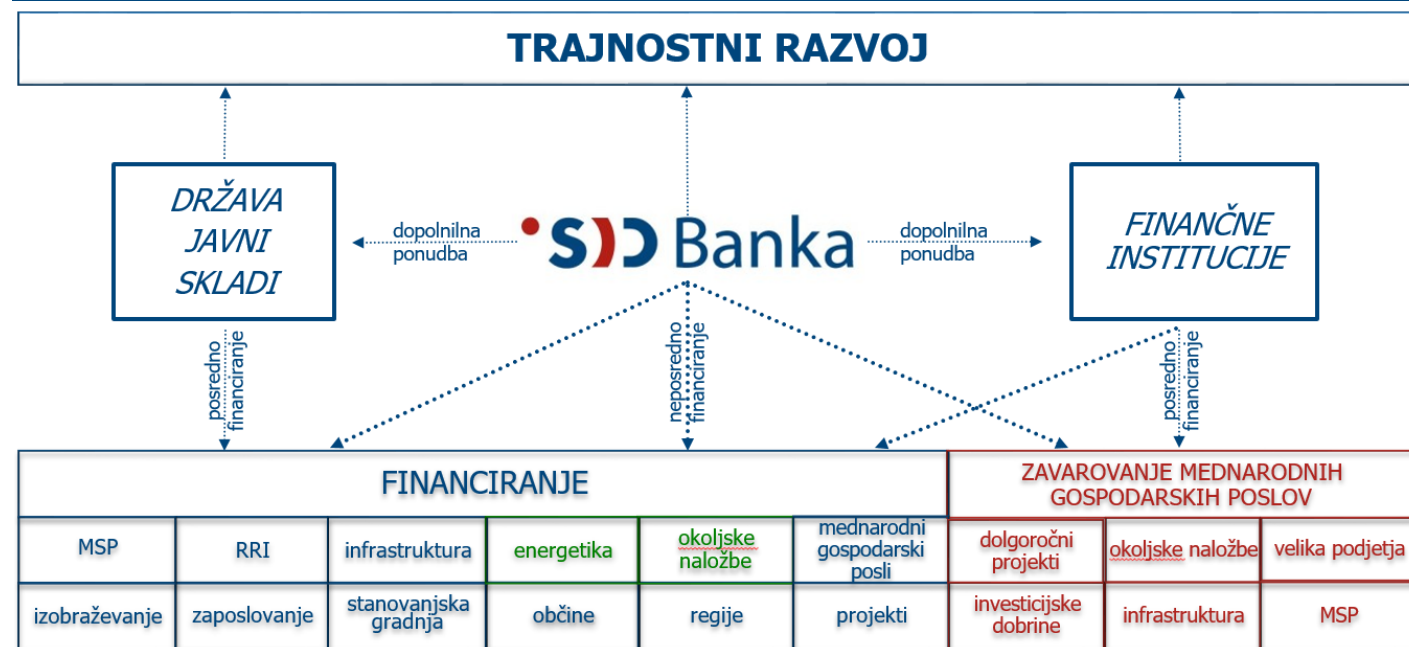 TRAJNOSTNI RAZVOJ
DRŽAVA
JAVNI
SKLADI
dopolnilna
ponudba
SID Banka
dopolnilna
ponudba
FINANČNE
INSTITUCIJE
posredno
financiranje
neposredno
financiranje
posredno
financiranje
FINANCIRANJE
ZAVAROVANJE MEDNARODNIH
GOSPODARSKIH POSLOV
MSP
RRI
infrastruktura
energetika
okoljske
naložbe
mednarodni
gospodarski
posli
dolgoročni
projekti
okoljske naložbe
velika podjetja
izobraževanje
zaposlovanje
stanovanjska
gradnja
občine
regije
projekti
investicijske
dobrine
infrastruktura
MSP